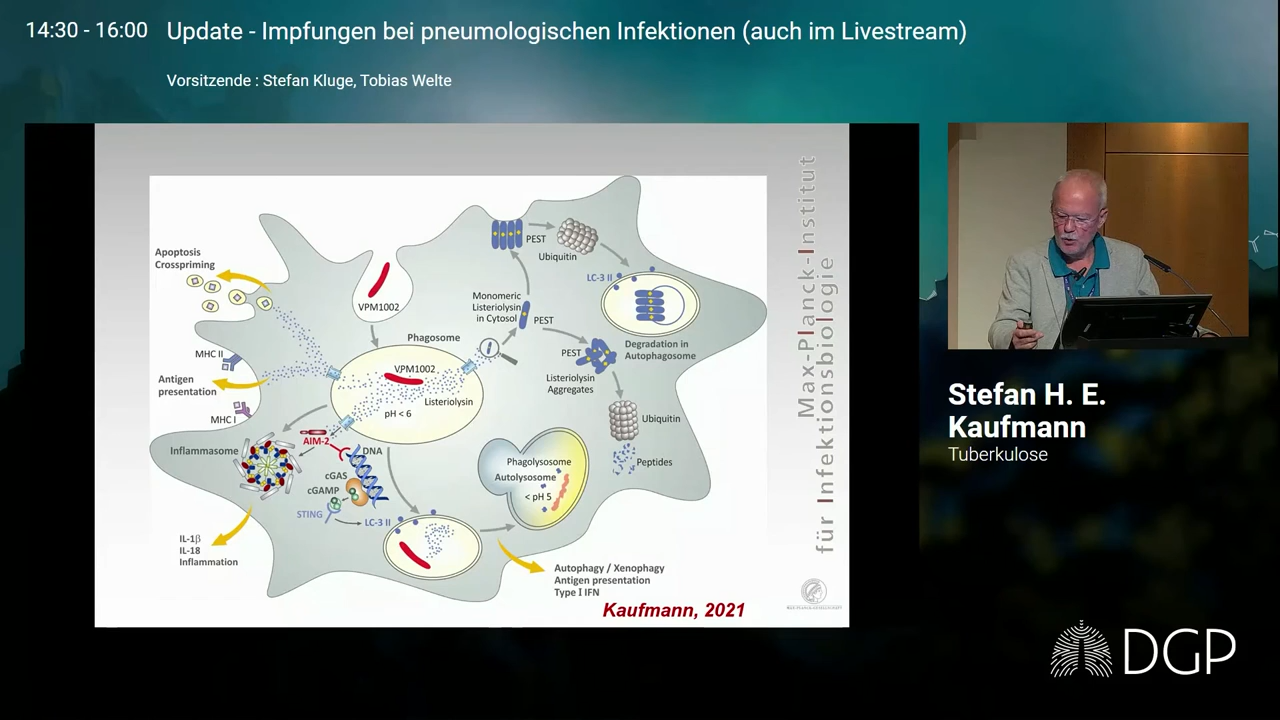 14:30 - 16:00
Update - Impfungen bei pneumologischen Infektionen (auch im Livestream)
Vorsitzende : Stefan Kluge, Tobias Welte
Apoptosis
Crosspriming
VPM1002
PEST
Ubiquitin
LC-3 II
Monomeric
Listeriolysin
in Cytosol
PEST
Degradation in
Autophagosome
Phagosome
MHC II
VPM1002
PEST
Listeriolysin
Aggregates
Antigen
presentation
Listeriolysin
pH < 6
MHC I
Ubiquitin
Inflammasome
AIM-2
DNA
Peptides
Phagolysosome
Autolysosome
< pH 5
cGAS
cGAMP
STING
LC-3 II
IL-1β
IL-18
Inflammation
Autophagy / Xenophagy
Antigen presentation
Type I IFN
Kaufmann, 2021
Max-Planck-Institut
für Infektionsbiologie
MAX-PLANCK-GESELLSCHAFT
Stefan H. E.
Kaufmann
Tuberkulose
DGP